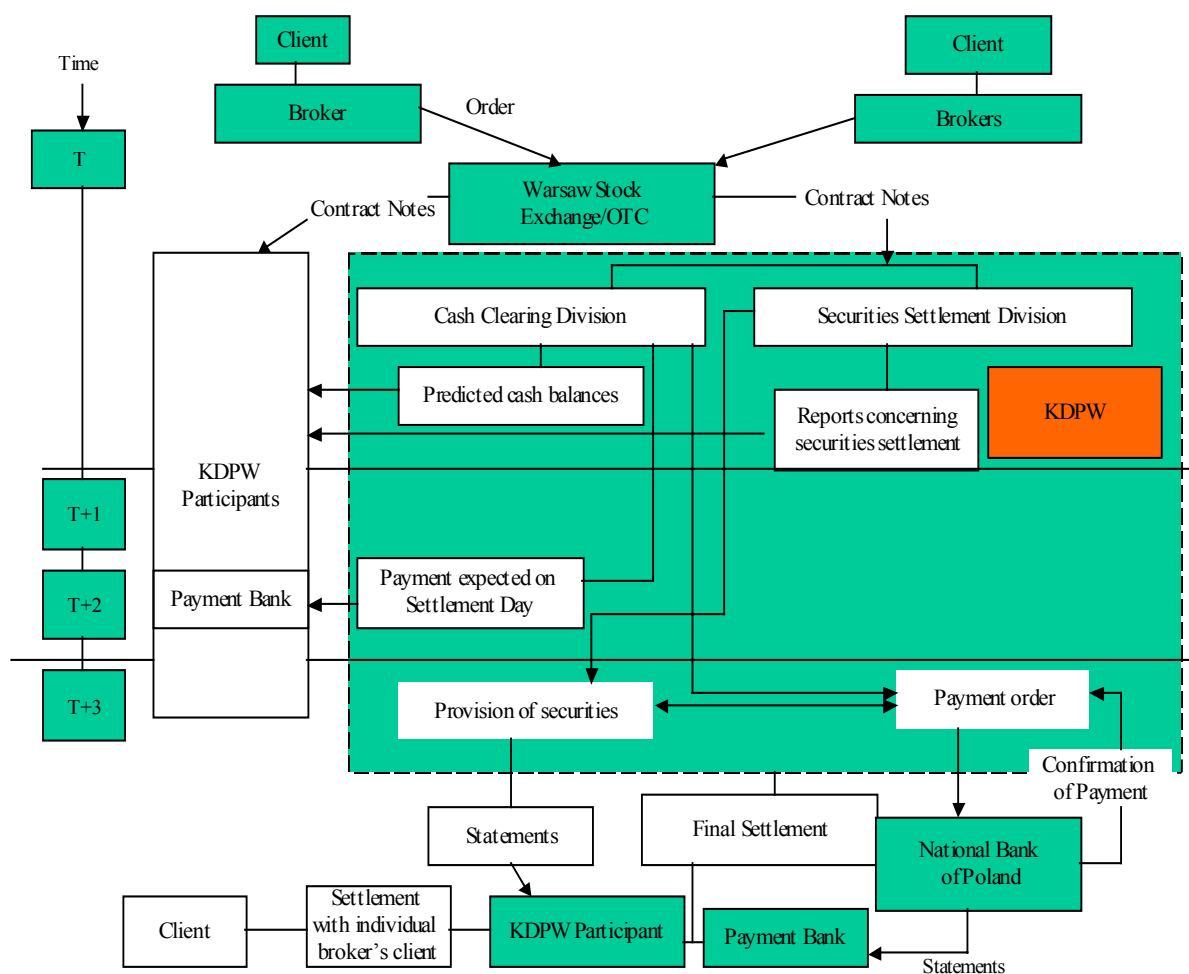 Client
Client
Time
Broker
Order
Brokers
T
Warsaw Stock
Exchange/OTC
Contract Notes
Contract Notes
Cash Clearing Division
Securities Settlement Division
Predicted cash balances
Reports concerning
securities settlement
KDPW
KDPW
Participants
T+1
T+2
Payment Bank
Payment expected on
Settlement Day
T+3
Provision of securities
Payment order
Confirmation
of Payment
Statements
Final Settlement
National Bank
of Poland
Client
Settlement
with individual
broker's client
KDPW Participant
Payment Bank
Statements